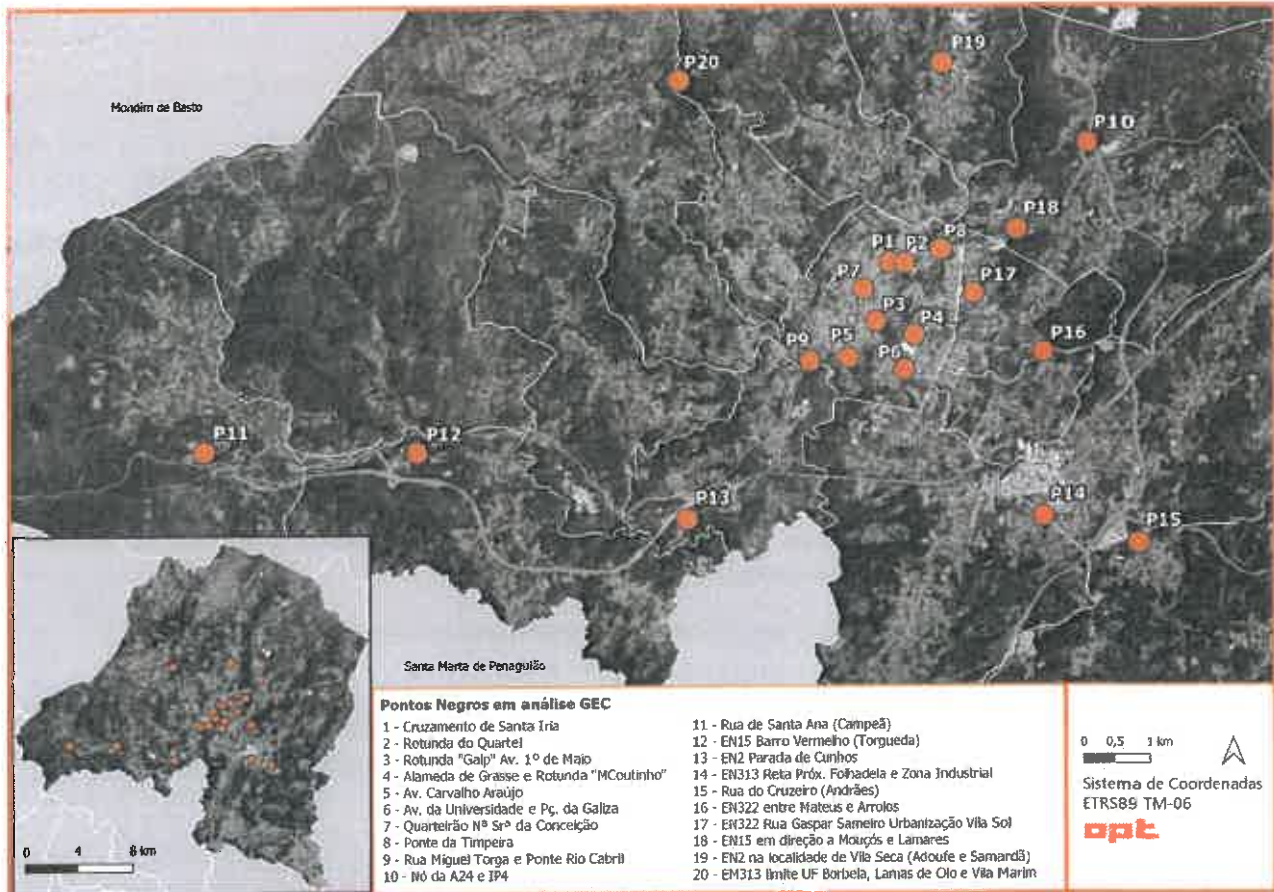 P19
P20
Mondim de Basto
P10
P18
P8
P1
P2
P7
P17
P3
P4
P16
P9
P5
P6
P11
P12
P13
P14
P15
Santa Marta de Penaguião
0 4 8 km
Pontos Negros em análise GEC
1 - Cruzamento de Santa Iria
2 - Rotunda do Quartel
3 - Rotunda "Galp" Av. 1º de Maio
4 - Alameda de Grasse e Rotunda "MCoutinho"
5 - Av. Carvalho Araújo
6 - Av. da Universidade e Pç. da Galiza
7 - Quarteirão Nª Srª da Conceição
8 - Ponte da Timpeira
9 - Rua Miguel Torga e Ponte Rio Cabril
10 - Nó da A24 e IP4
11 - Rua de Santa Ana (Campeã)
12 - EN15 Barro Vermelho (Torgueda)
13 - EN2 Parada de Cunhos
14 - EN313 Reta Próx. Folhadela e Zona Industrial
15 - Rua do Cruzeiro (Andrães)
16 - EN322 entre Mateus e Arroios
17 - EN322 Rua Gaspar Sameiro Urbanização Vila Sol
18 - EN15 em direção a Mouçós e Lamares
19 - EN2 na localidade de Vila Seca (Adoufe e Samardã)
20 - EM313 limite UF Borbela, Lamas de Olo e Vila Marim
0 0,5 1 km
Sistema de Coordenadas
ETRS89 TM-06
opt